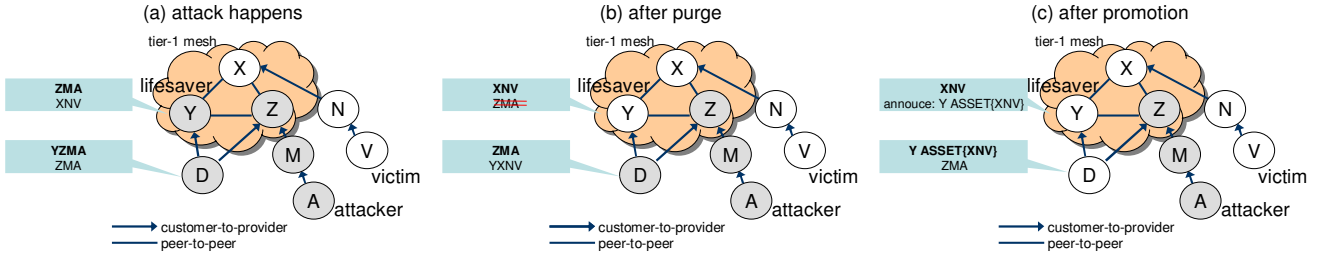 (a) attack happens
tier-1 mesh
X
lifesaver
ZMA
XNV
Y
Z
N
YZMA
ZMA
D
M
V
victim
A
attacker
customer-to-provider
peer-to-peer
(b) after purge
tier-1 mesh
X
lifesaver
XNV
ZMA
Y
Z
N
ZMA
YXNV
D
M
V
victim
A
attacker
customer-to-provider
peer-to-peer
(c) after promotion
tier-1 mesh
X
lifesaver
XNV
annouce: Y ASSET{XNV}
Y
Z
N
Y ASSET{XNV}
ZMA
D
M
V
victim
A
attacker
customer-to-provider
peer-to-peer